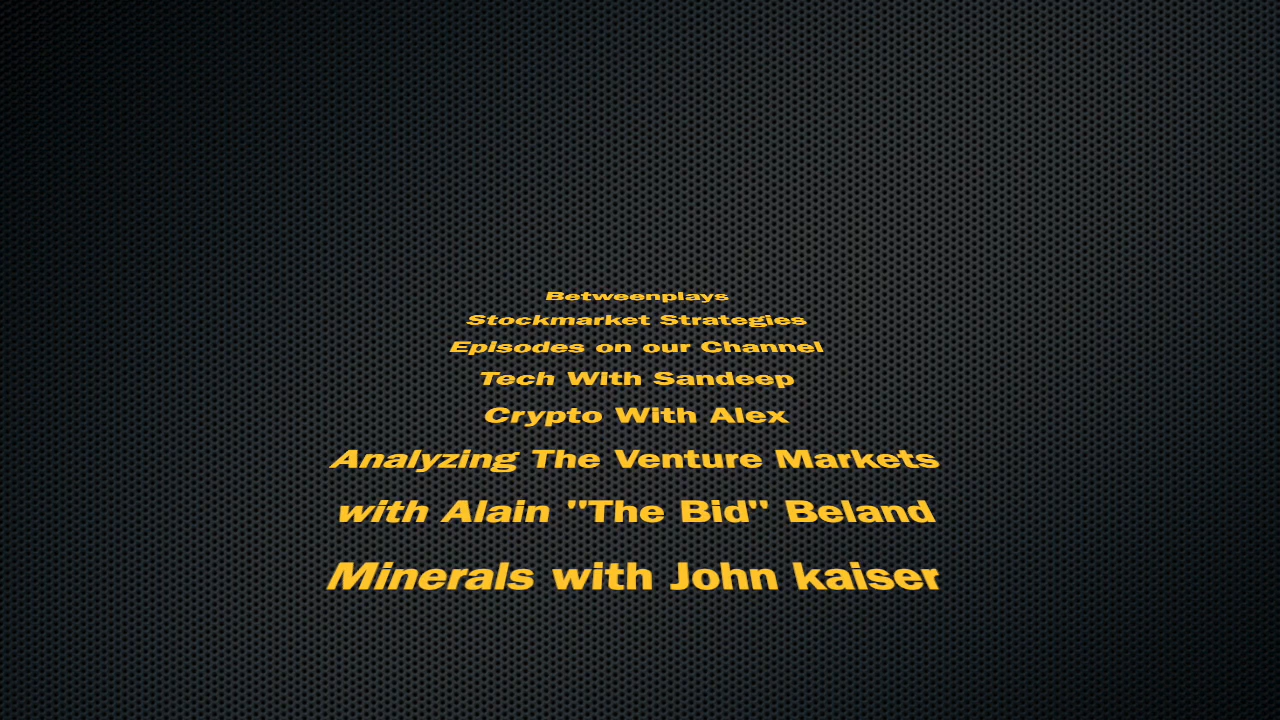 Betweenplays
Stockmarket Strategies
Episodes on our Channel
Tech With Sandeep
Crypto With Alex
Analyzing The Venture Markets
with Alain "The Bid" Beland
Minerals with John kaiser